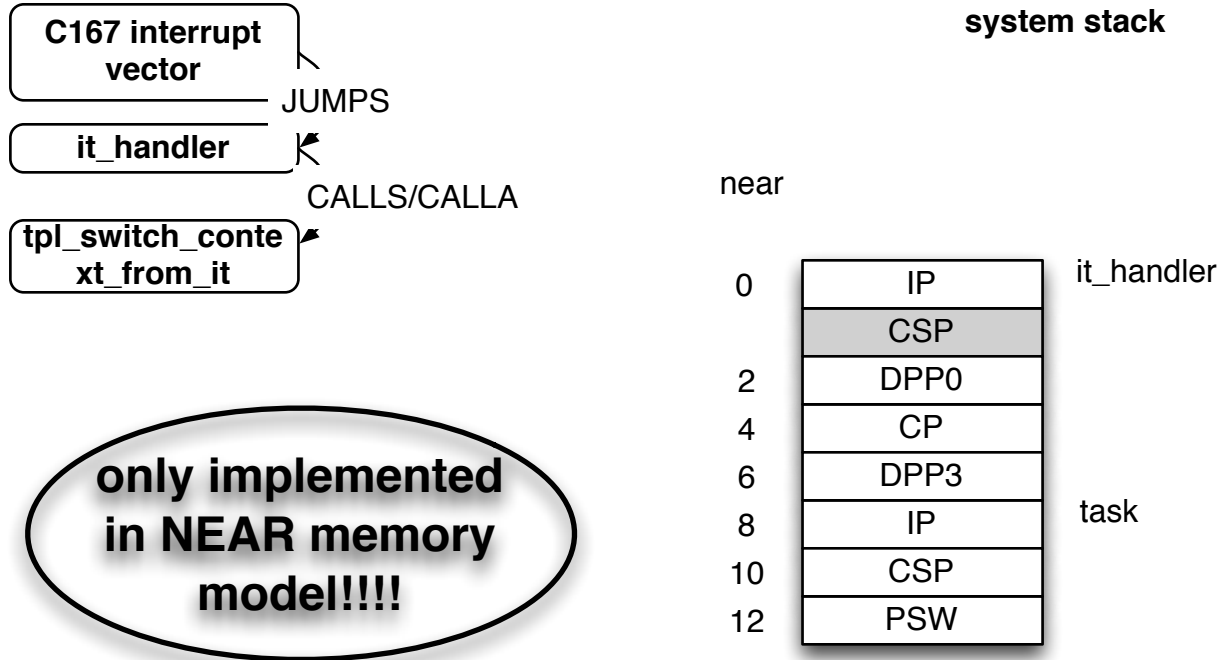 C167 interrupt
vector
JUMPS
it_handler
CALLS/CALLA
tpl_switch_conte
xt_from_it
only implemented
in NEAR memory
model!!!!
system stack
near
0 IP it_handler
CSP
2 DPP0
4 CP
6 DPP3
8 IP task
10 CSP
12 PSW